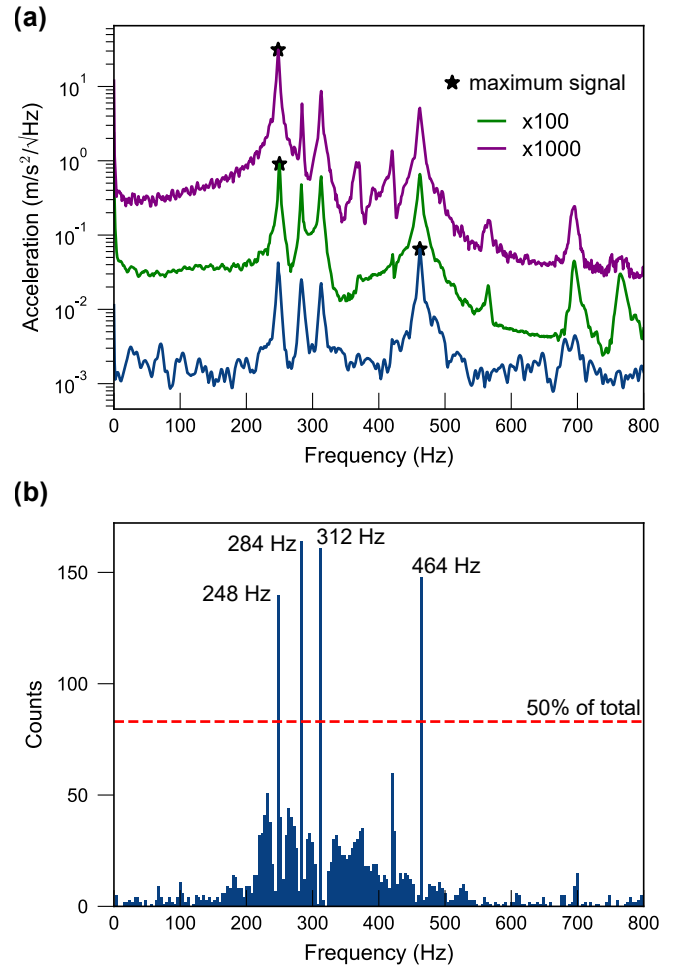 (a)
maximum signal
x100
x1000
10¹
10⁰
10⁻¹
10⁻²
10⁻³
Acceleration (m/s²/√Hz)
0 100 200 300 400 500 600 700 800
Frequency (Hz)
(b)
284 Hz
312 Hz
464 Hz
248 Hz
50% of total
150
100
50
0
Counts
0 100 200 300 400 500 600 700 800
Frequency (Hz)